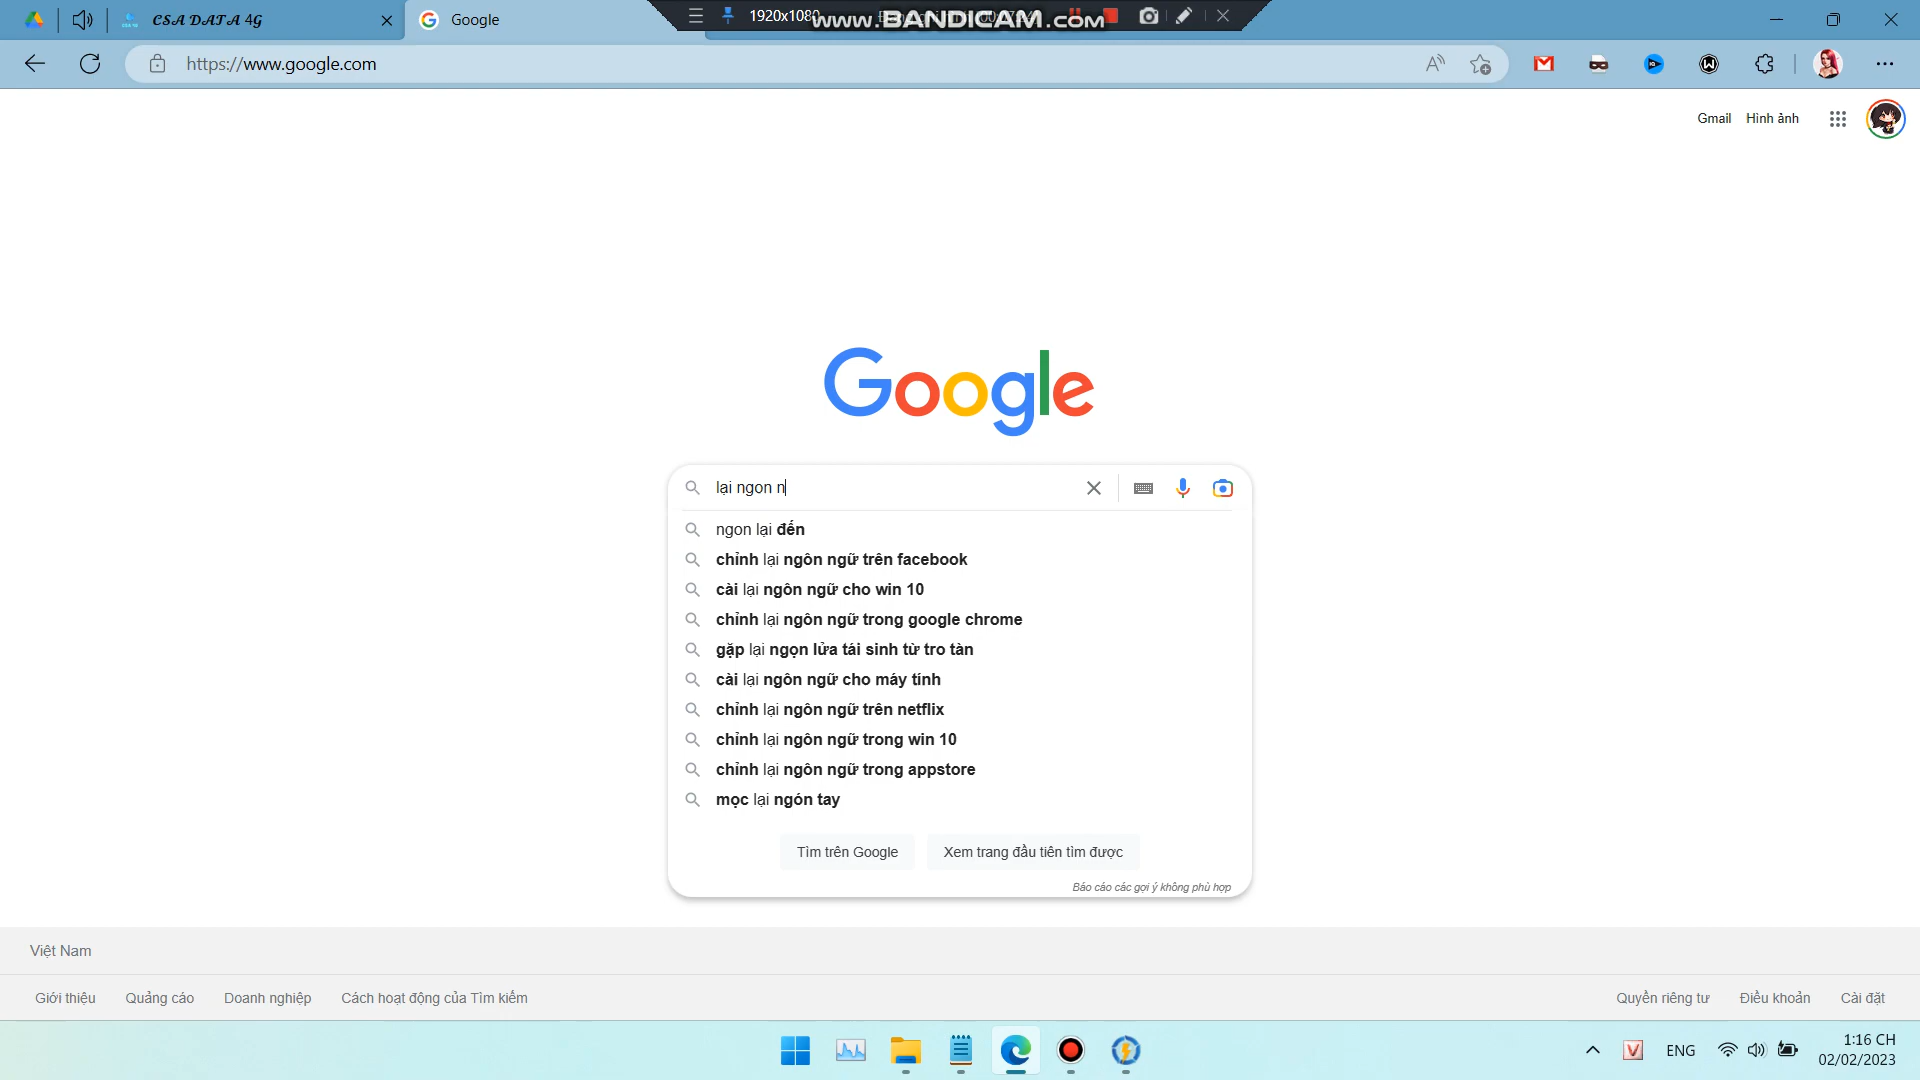 CSA DATA 4G
Google
1920x1080
www.BANDICAM.com
https://www.google.com
Gmail
Hình ảnh
Google
lại ngon n
ngon lại đến
chỉnh lại ngôn ngữ trên facebook
cài lại ngôn ngữ cho win 10
chỉnh lại ngôn ngữ trong google chrome
gặp lại ngọn lửa tái sinh từ tro tàn
cài lại ngôn ngữ cho máy tính
chỉnh lại ngôn ngữ trên netflix
chỉnh lại ngôn ngữ trong win 10
chỉnh lại ngôn ngữ trong appstore
mọc lại ngón tay
Tìm trên Google
Xem trang đầu tiên tìm được
Báo cáo các gợi ý không phù hợp
Việt Nam
Giới thiệu
Quảng cáo
Doanh nghiệp
Cách hoạt động của Tìm kiếm
Quyền riêng tư
Điều khoản
Cài đặt
ENG
1:16 CH
02/02/2023